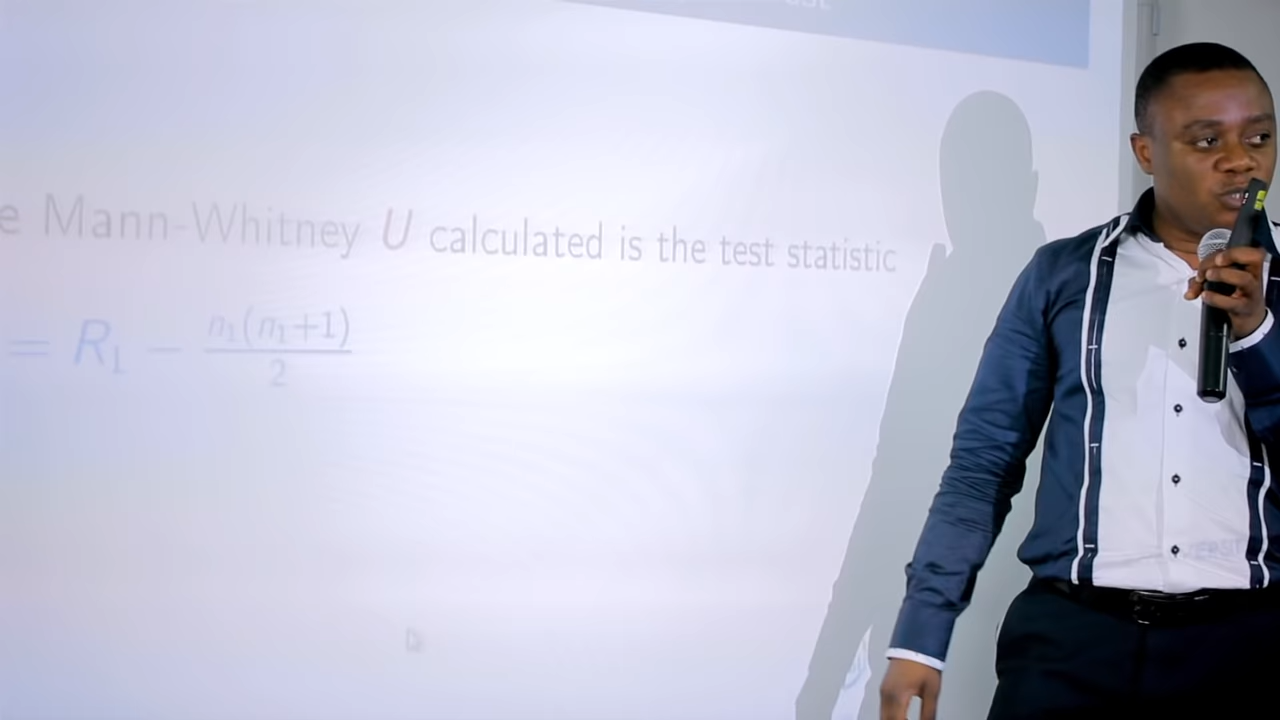 e Mann-Whitney U calculated is the test statistic
= R₁ − n₁(n₁+1)/2